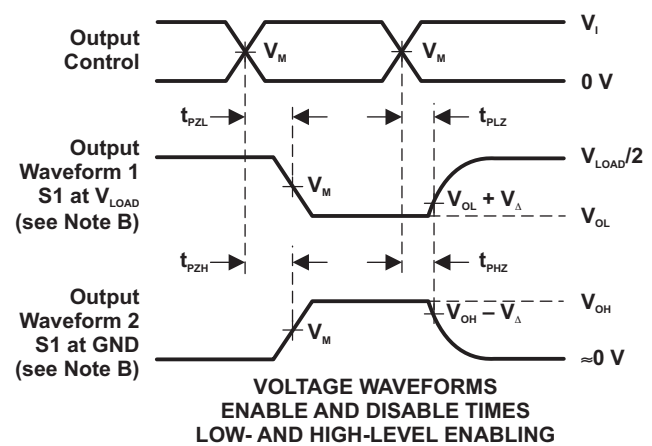 Output
Control
V_M
V_M
V_I
0 V
t_PZL
t_PLZ
Output
Waveform 1
S1 at V_LOAD
(see Note B)
V_M
V_OL + V_Δ
V_LOAD/2
V_OL
t_PZH
t_PHZ
Output
Waveform 2
S1 at GND
(see Note B)
V_M
V_OH – V_Δ
V_OH
≈0 V
VOLTAGE WAVEFORMS
ENABLE AND DISABLE TIMES
LOW- AND HIGH-LEVEL ENABLING